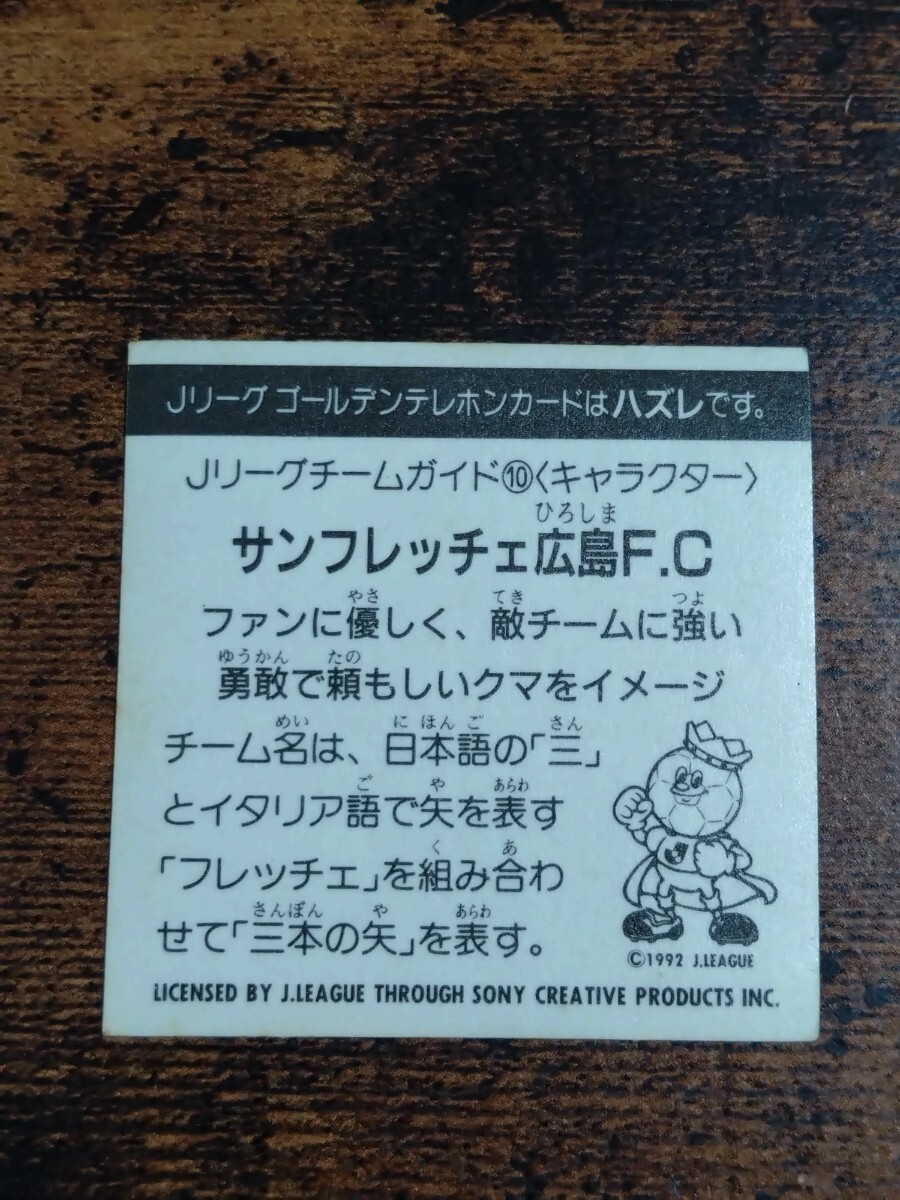 Jリーグ ゴールデンテレホンカードはハズレです。
Jリーグチームガイド⑩〈キャラクター〉
ひろしま
サンフレッチェ広島F.C
やさ てき つよ
ファンに優しく、敵チームに強い
ゆうかん たの
勇敢で頼もしいクマをイメージ
めい に ほん ご さん
チーム名は、日本語の「三」
ご や あらわ
とイタリア語で矢を表す
く あ
「フレッチェ」を組み合わ
さんぼん や あらわ
せて「三本の矢」を表す。
J
©1992 J.LEAGUE
LICENSED BY J.LEAGUE THROUGH SONY CREATIVE PRODUCTS INC.